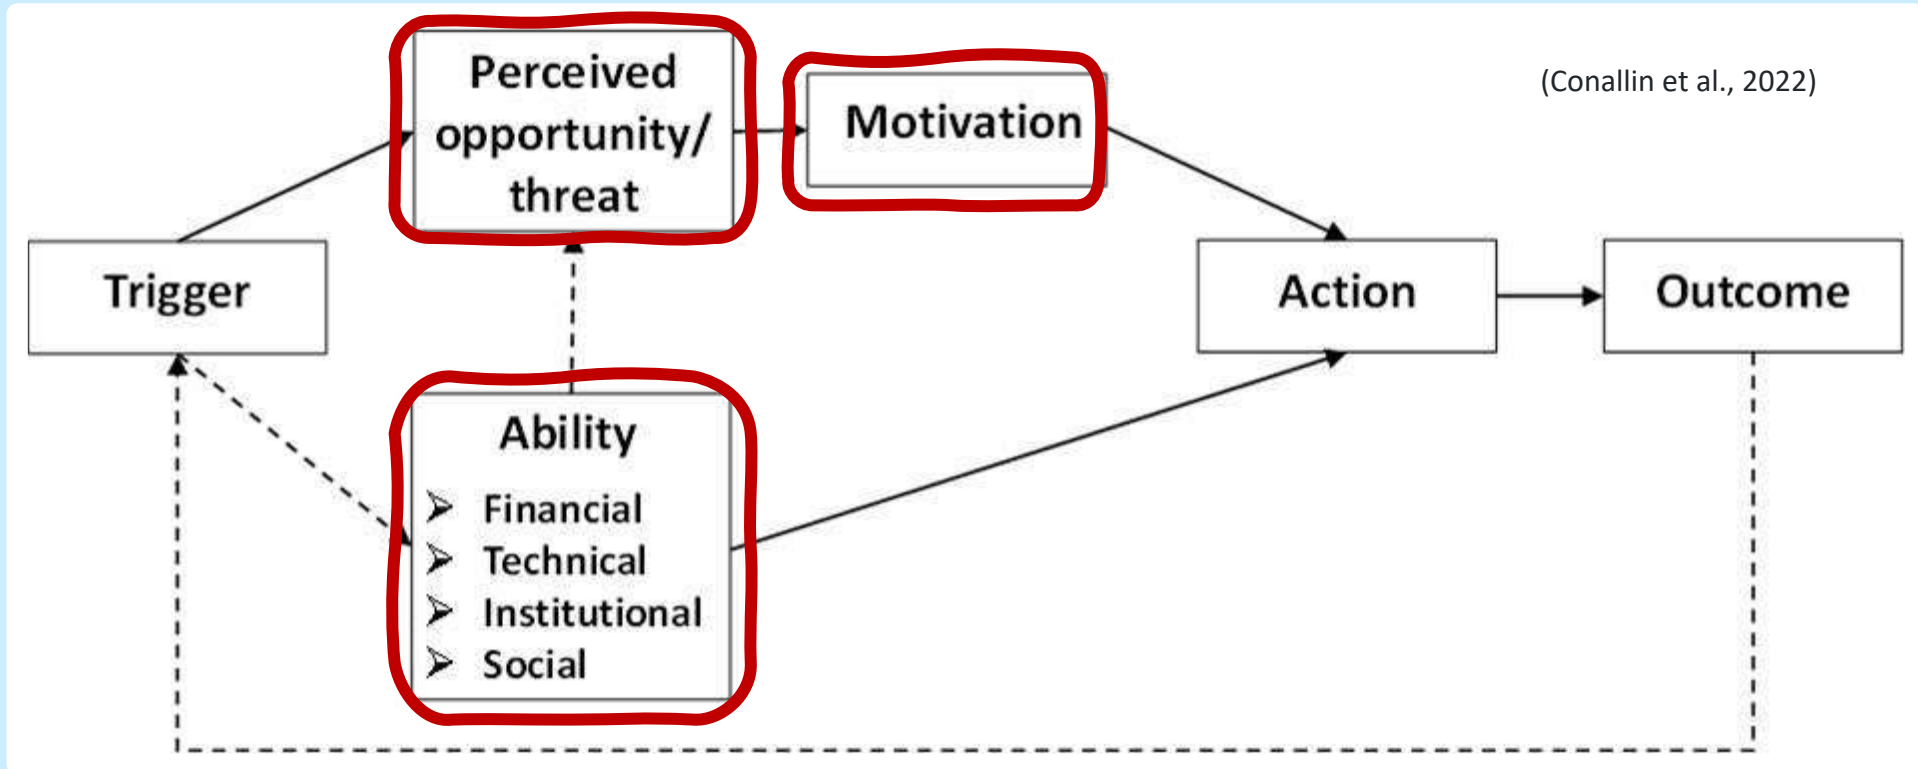 Perceived
opportunity/
threat
Motivation
(Conallin et al., 2022)
Trigger
Action
Outcome
Ability
➢ Financial
➢ Technical
➢ Institutional
➢ Social